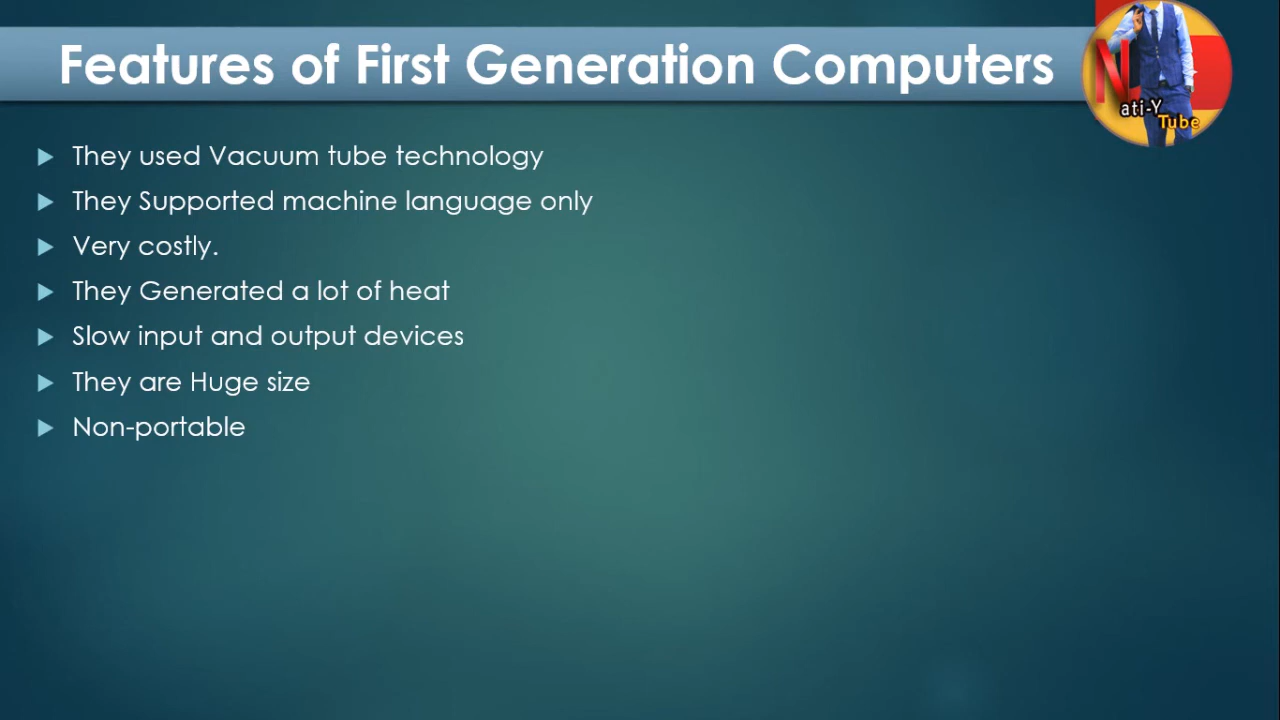 Features of First Generation Computers
They used Vacuum tube technology
They Supported machine language only
Very costly.
They Generated a lot of heat
Slow input and output devices
They are Huge size
Non-portable
N
ati-Y
Tube